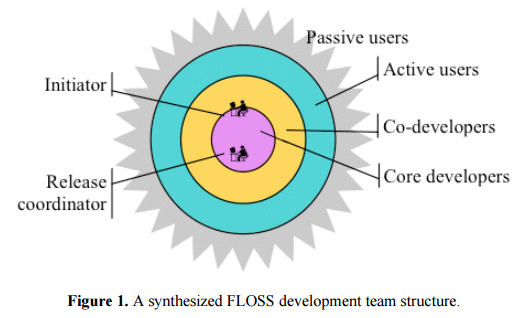 Passive users
Active users
Initiator
Co-developers
Core developers
Release
coordinator
Figure 1. A synthesized FLOSS development team structure.